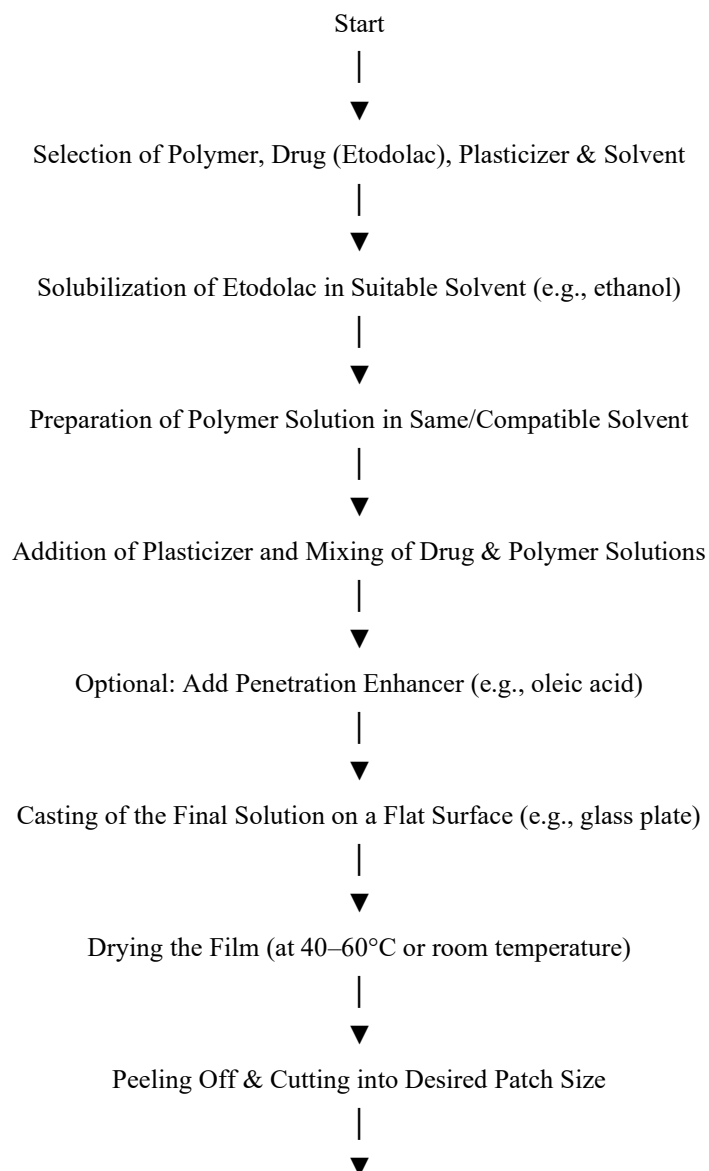 Start
Selection of Polymer, Drug (Etodolac), Plasticizer & Solvent
Solubilization of Etodolac in Suitable Solvent (e.g., ethanol)
Preparation of Polymer Solution in Same/Compatible Solvent
Addition of Plasticizer and Mixing of Drug & Polymer Solutions
Optional: Add Penetration Enhancer (e.g., oleic acid)
Casting of the Final Solution on a Flat Surface (e.g., glass plate)
Drying the Film (at 40–60°C or room temperature)
Peeling Off & Cutting into Desired Patch Size